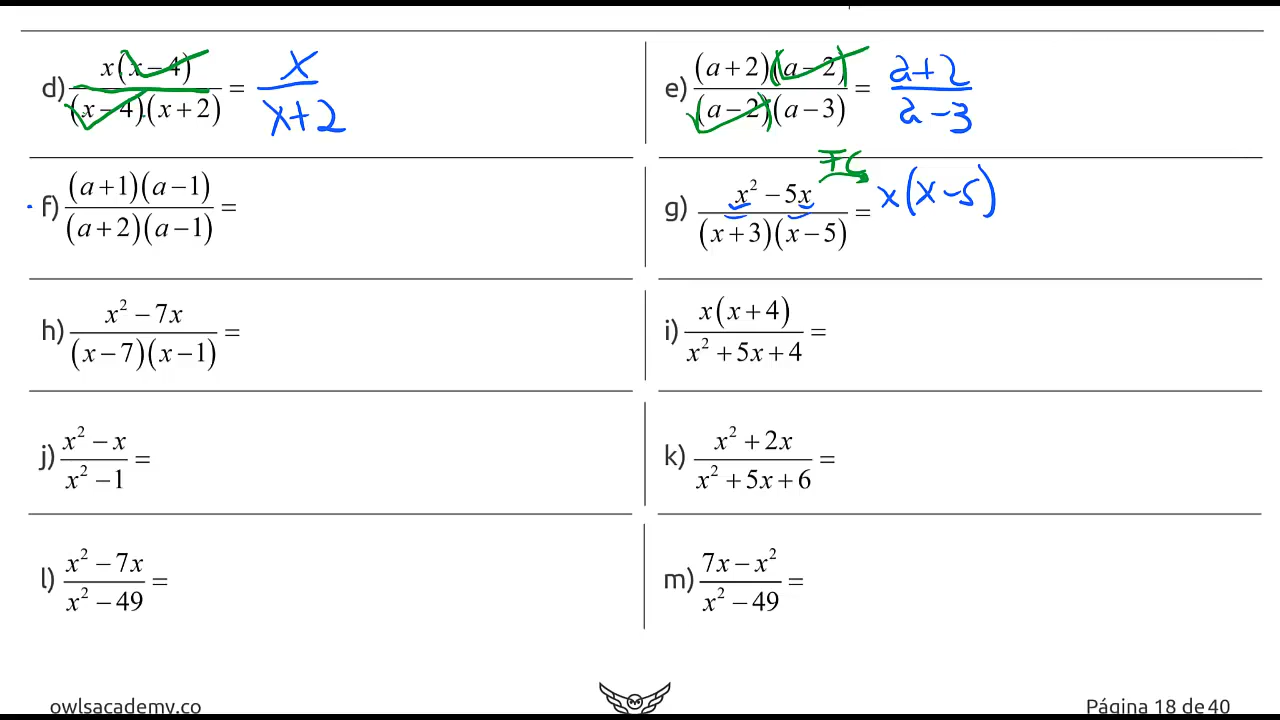 d) x(x−4)/((x−4).(x+2)) = x/(x+2)
e) (a+2)(a−2)/((a−2)(a−3)) = a+2/(a−3)
f) (a+1)(a−1)/((a+2)(a−1)) =
FC
g) x² − 5x/((x+3)(x−5)) = x(x−5)
h) x² − 7x/((x−7)(x−1)) =
i) x(x+4)/(x² + 5x + 4) =
j) x² − x/(x² − 1) =
k) x² + 2x/(x² + 5x + 6) =
l) x² − 7x/(x² − 49) =
m) 7x − x²/(x² − 49) =
owlsacademy.co
Página 18 de 40